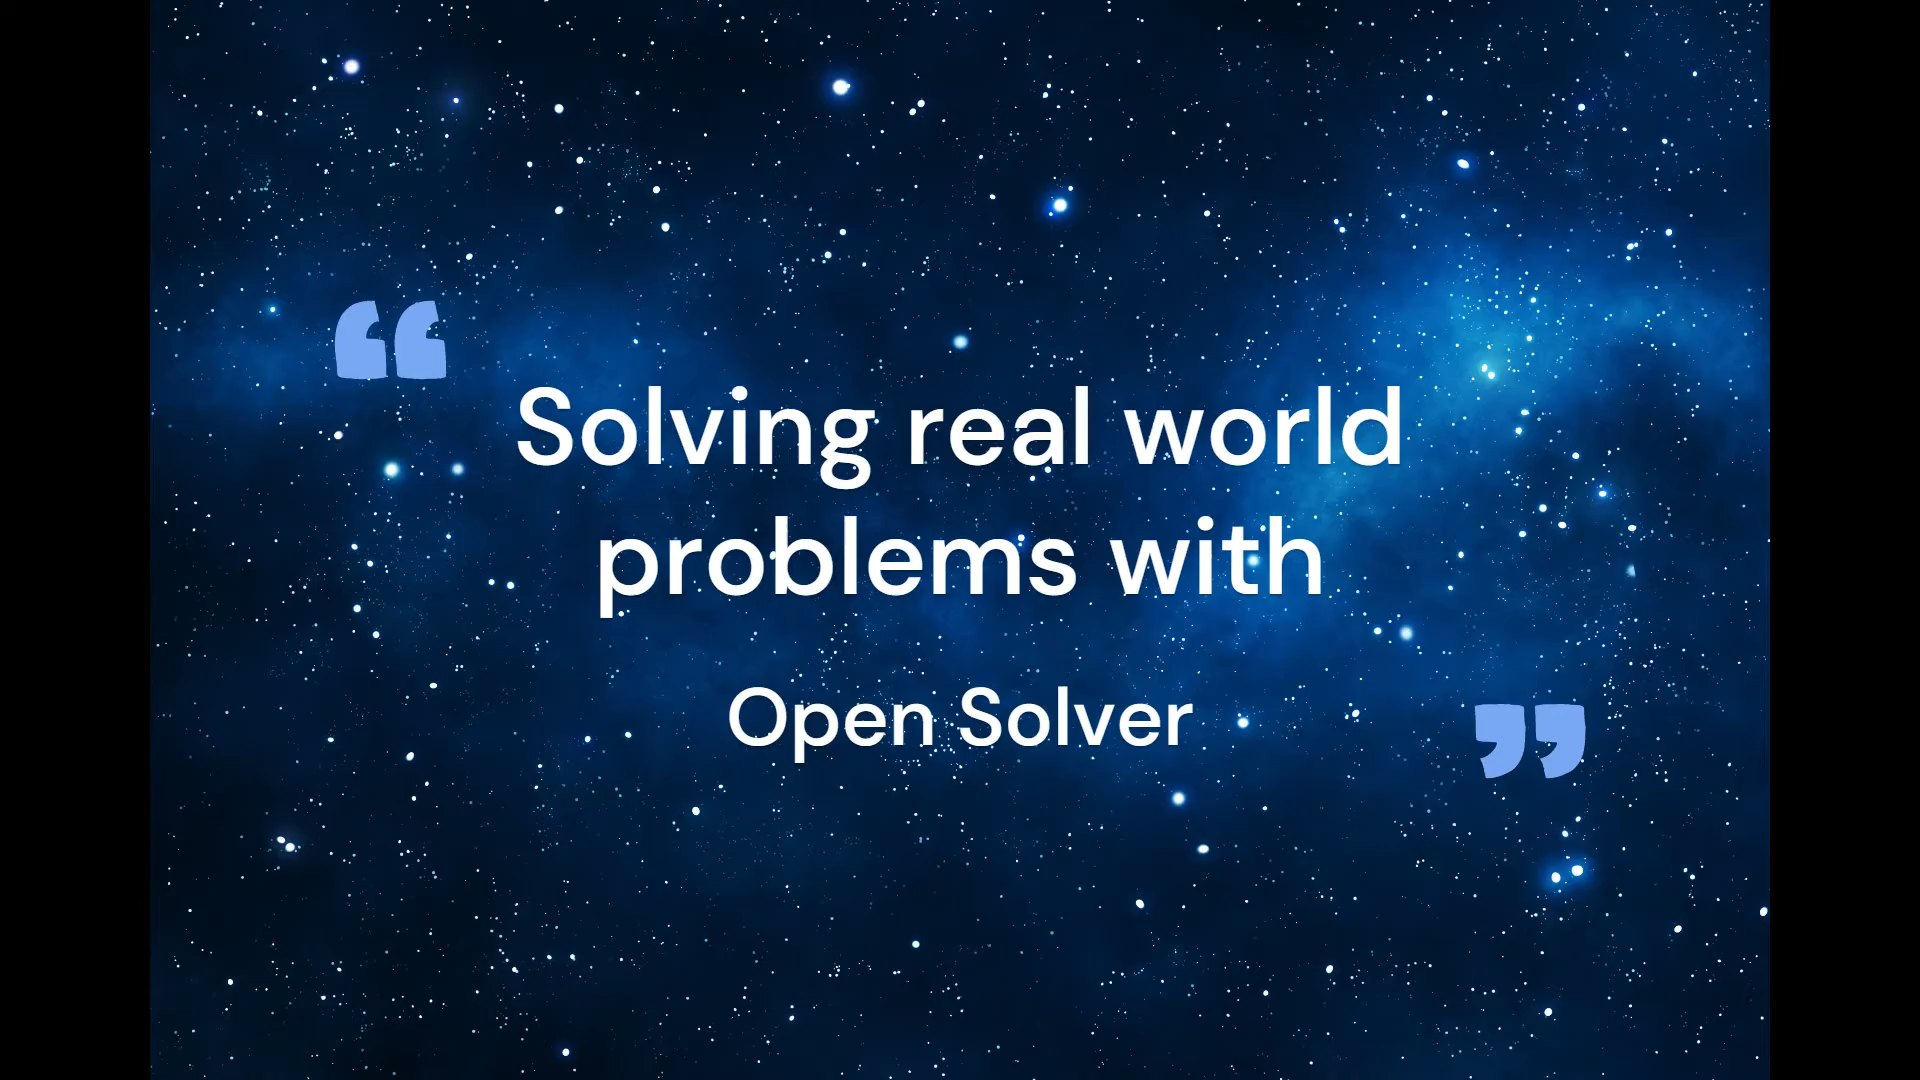 “
Solving real world
problems with
Open Solver
”